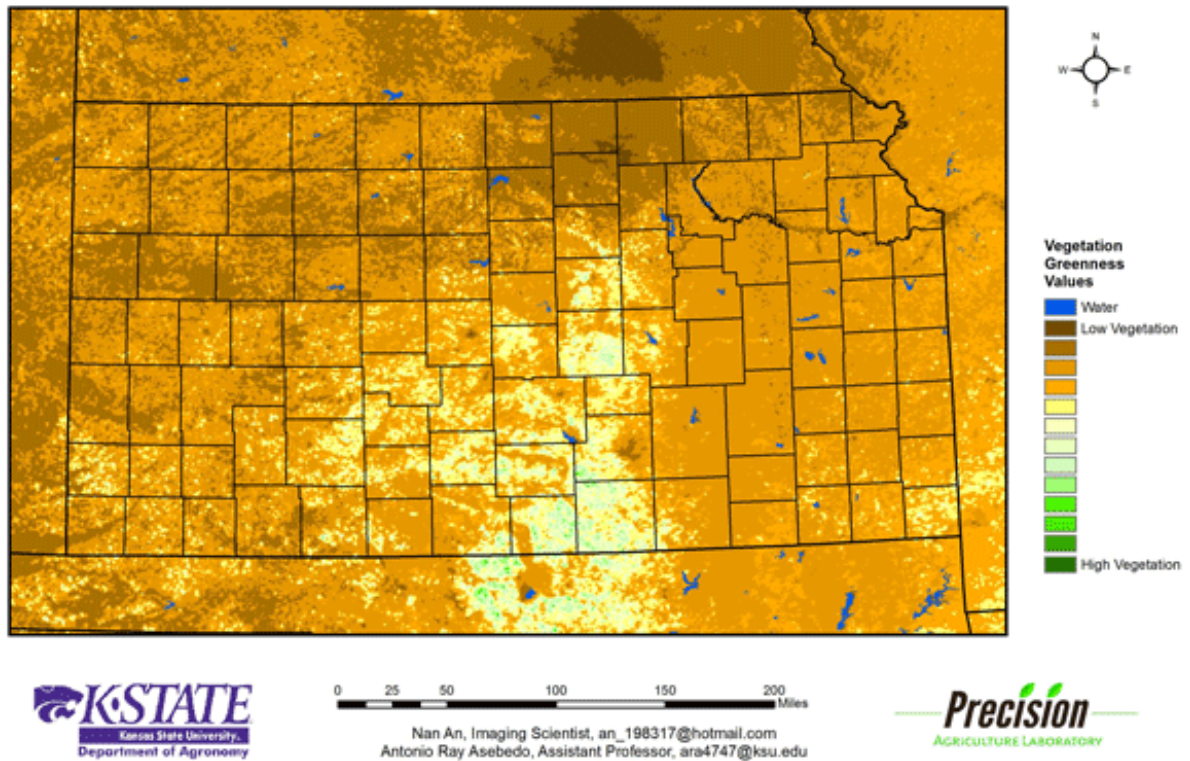 N
W E
S
Vegetation
Greenness
Values
Water
Low Vegetation
High Vegetation
K-STATE
Kansas State University.
Department of Agronomy
0 25 50 100 150 200
Miles
Nan An, Imaging Scientist, an_198317@hotmail.com
Antonio Ray Asebedo, Assistant Professor, ara4747@ksu.edu
Precision
AGRICULTURE LABORATORY